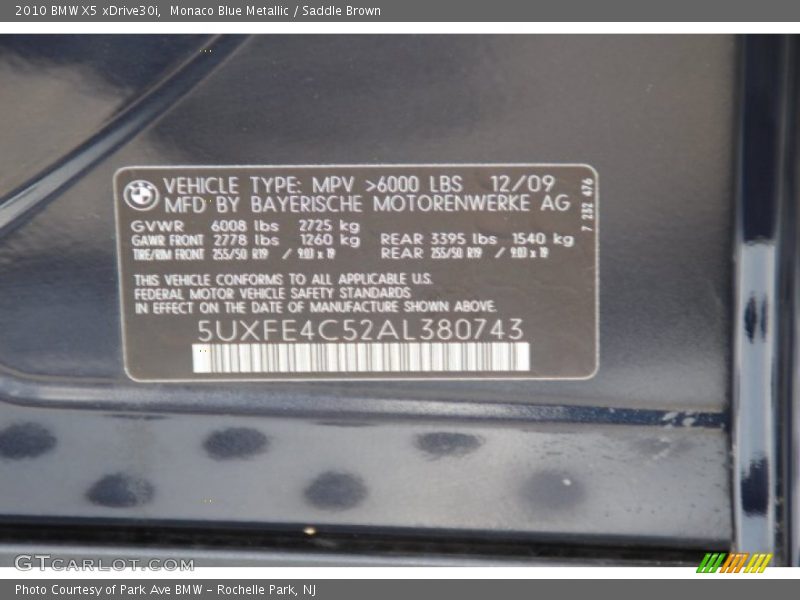 2010 BMW X5 xDrive30i,  Monaco Blue Metallic / Saddle Brown
VEHICLE TYPE: MPV >6000 LBS 12/09
MFD BY BAYERISCHE MOTORENWERKE AG
7 232 476
GVWR 6008 lbs 2725 kg
GAWR FRONT 2778 lbs 1260 kg REAR 3395 lbs 1540 kg
TIRE/RIM FRONT 255/50 R19 / 9.0J x 19 REAR 255/50 R19 / 9.0J x 19
THIS VEHICLE CONFORMS TO ALL APPLICABLE U.S.
FEDERAL MOTOR VEHICLE SAFETY STANDARDS
IN EFFECT ON THE DATE OF MANUFACTURE SHOWN ABOVE.
5UXFE4C52AL380743
GTCARLOT.COM
Photo Courtesy of Park Ave BMW - Rochelle Park, NJ